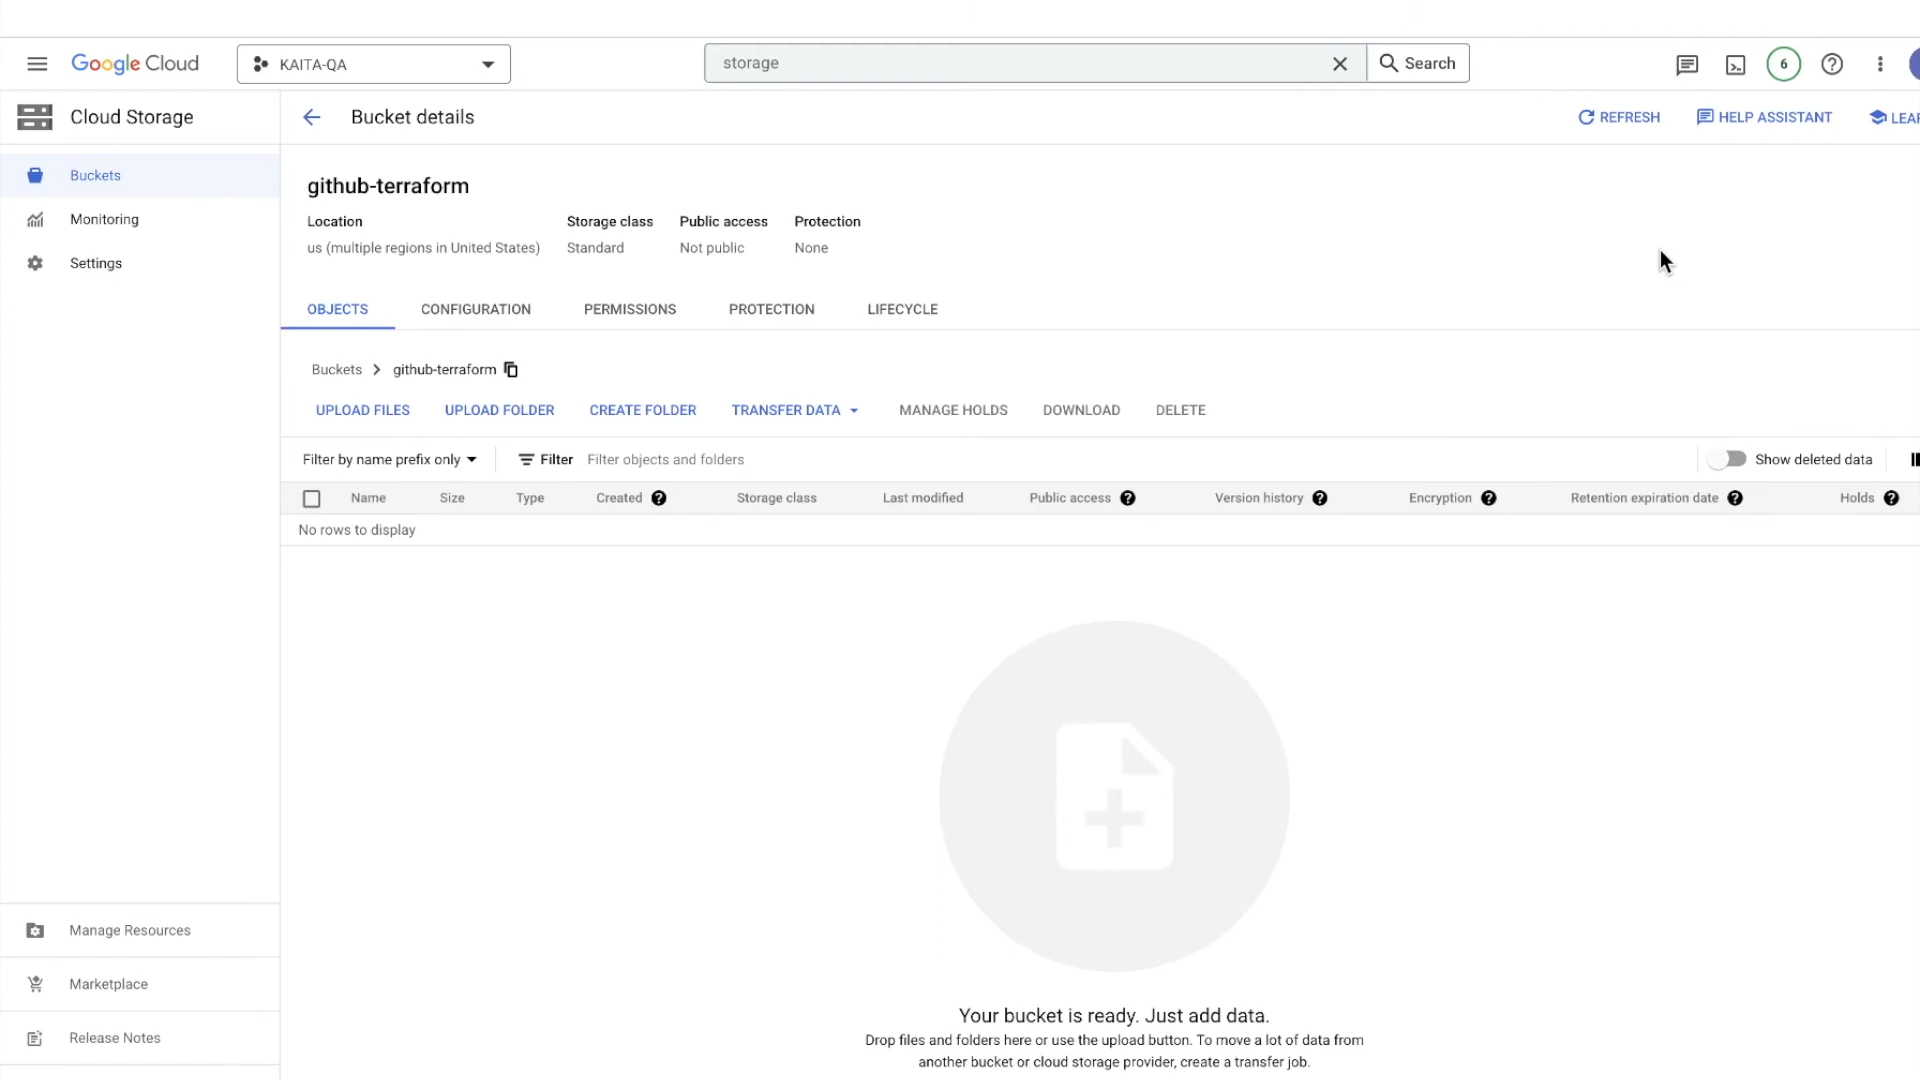 Google Cloud KAITA-QA storage Search 6
Cloud Storage Bucket details REFRESH HELP ASSISTANT
Buckets
Monitoring
Settings
github-terraform
Location Storage class Public access Protection
us (multiple regions in United States) Standard Not public None
OBJECTS CONFIGURATION PERMISSIONS PROTECTION LIFECYCLE
Buckets github-terraform
UPLOAD FILES UPLOAD FOLDER CREATE FOLDER TRANSFER DATA MANAGE HOLDS DOWNLOAD DELETE
Filter by name prefix only Filter Filter objects and folders Show deleted data
Name Size Type Created Storage class Last modified Public access Version history Encryption Retention expiration date Holds
No rows to display
Your bucket is ready. Just add data.
Drop files and folders here or use the upload button. To move a lot of data from
another bucket or cloud storage provider, create a transfer job.
Manage Resources
Marketplace
Release Notes